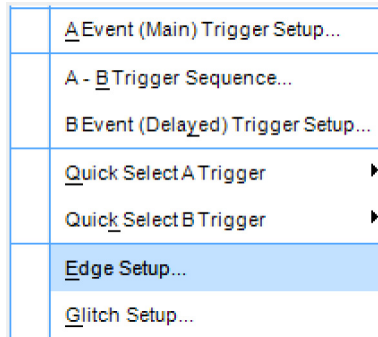 A Event (Main) Trigger Setup...
A - B Trigger Sequence...
B Event (Delayed) Trigger Setup...
Quick Select A Trigger
Quick Select B Trigger
Edge Setup...
Glitch Setup...